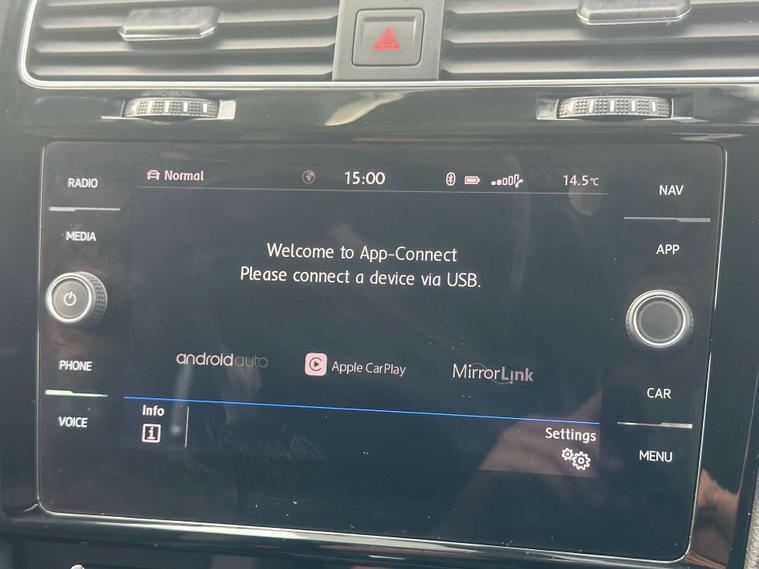 RADIO
MEDIA
PHONE
VOICE
Normal
15:00
14.5°C
Welcome to App-Connect
Please connect a device via USB.
androidauto
Apple CarPlay
MirrorLink
Info
Settings
NAV
APP
CAR
MENU